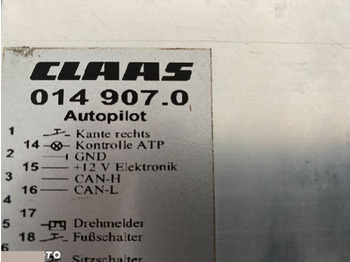 CLAAS
014 907.0
Autopilot
1 Kante rechts
14 Kontrolle ATP
2 GND
15 +12 V Elektronik
3 CAN-H
16 CAN-L
4
17
5 Drehmelder
18 Fußschalter
6 Sitzschalter